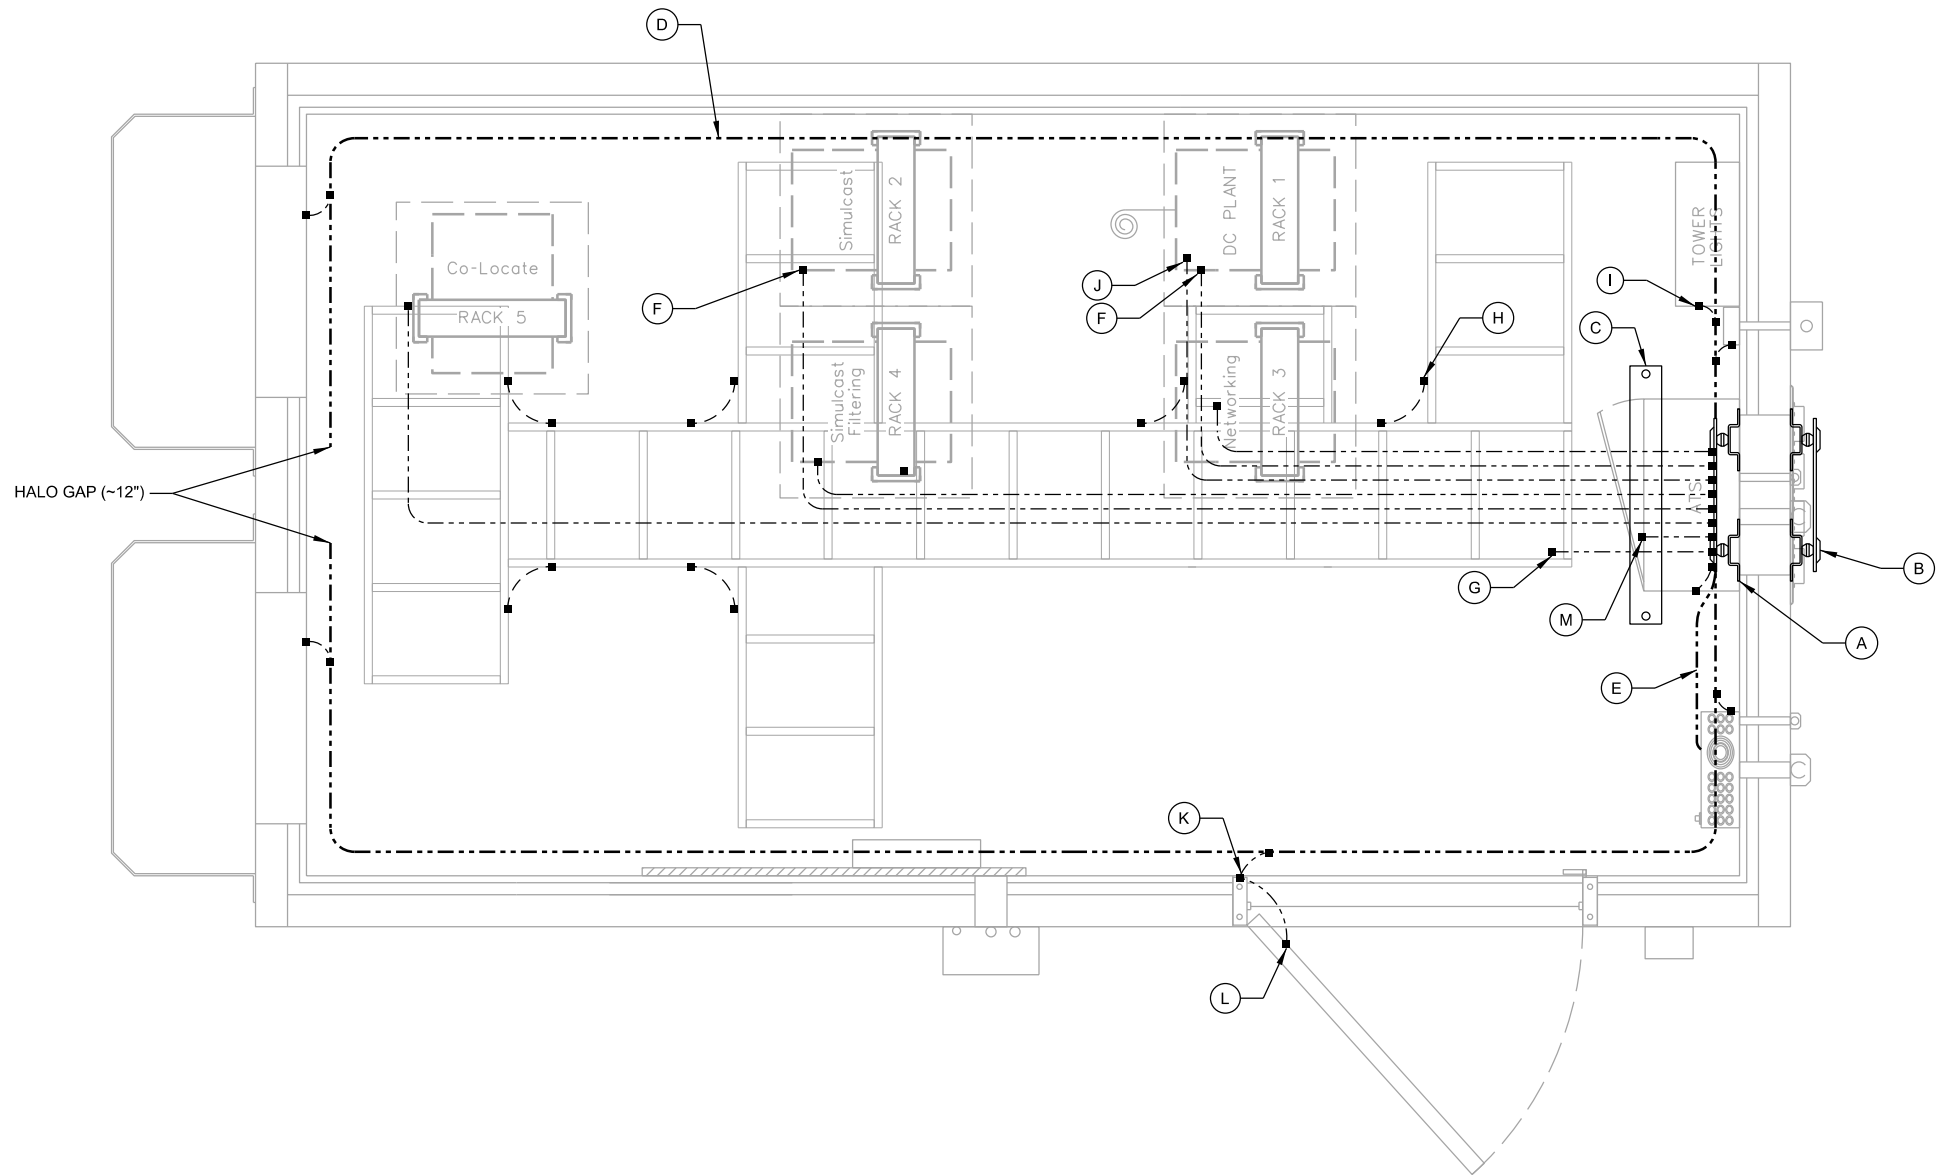 D
Simulcast
RACK 2
DC PLANT
RACK 1
TOWER
LIGHTS
Co-Locate
RACK 5
F
J
F
I
H
C
Simulcast
Filtering
RACK 4
Networking
RACK 3
HALO GAP (~12")
ATS
G
M
B
A
E
K
L